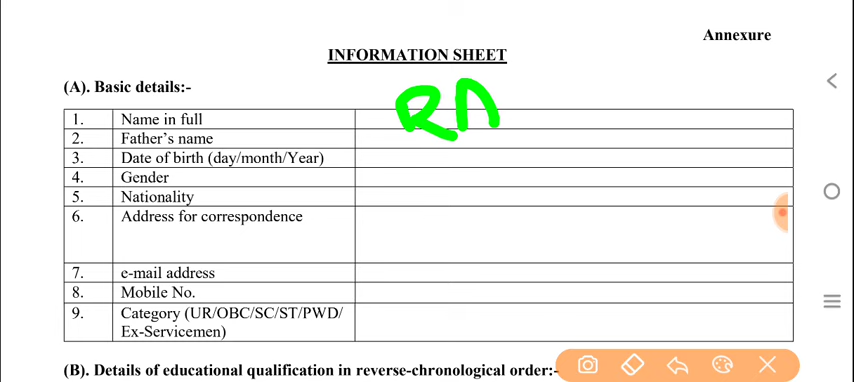 Annexure
INFORMATION SHEET
(A). Basic details:-
1. Name in full
2. Father's name
3. Date of birth (day/month/Year)
4. Gender
5. Nationality
6. Address for correspondence
7. e-mail address
8. Mobile No.
9. Category (UR/OBC/SC/ST/PWD/
Ex-Servicemen)
(B). Details of educational qualification in reverse-chronological order:-